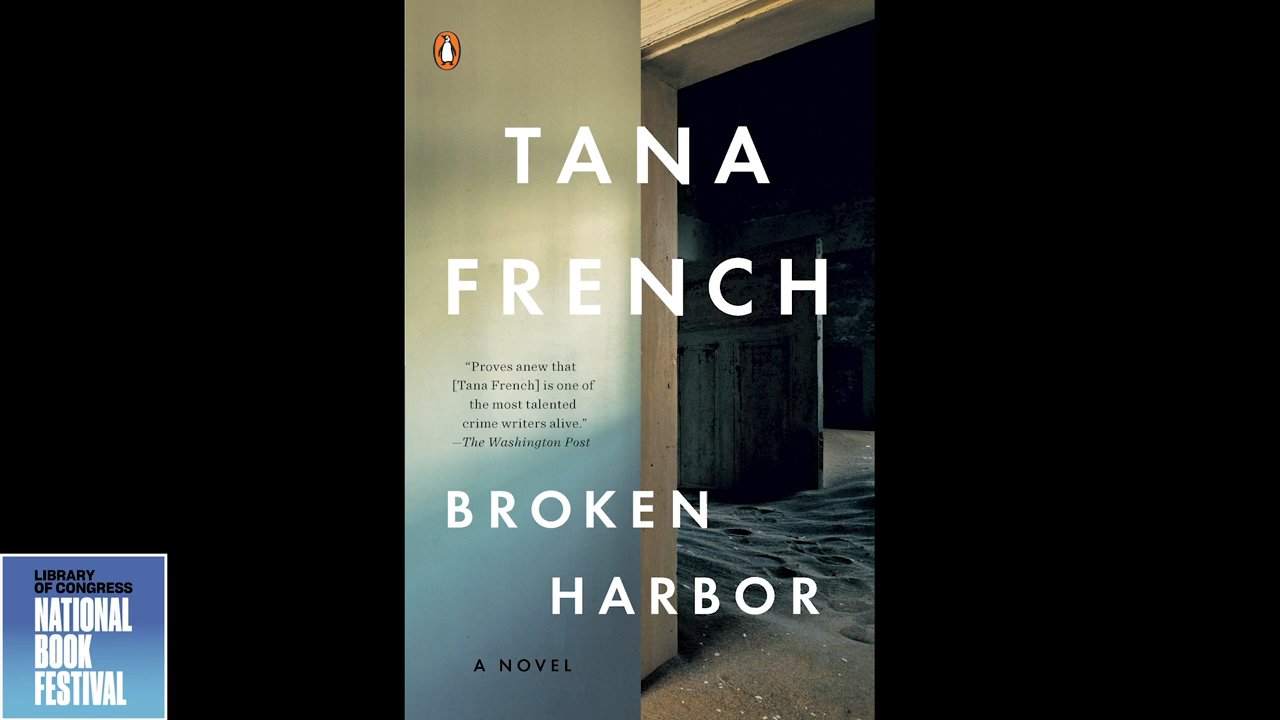 TANA
FRENCH
“Proves anew that
[Tana French] is one of
the most talented
crime writers alive.”
—The Washington Post
BROKEN
HARBOR
A NOVEL
LIBRARY
OF CONGRESS
NATIONAL
BOOK
FESTIVAL